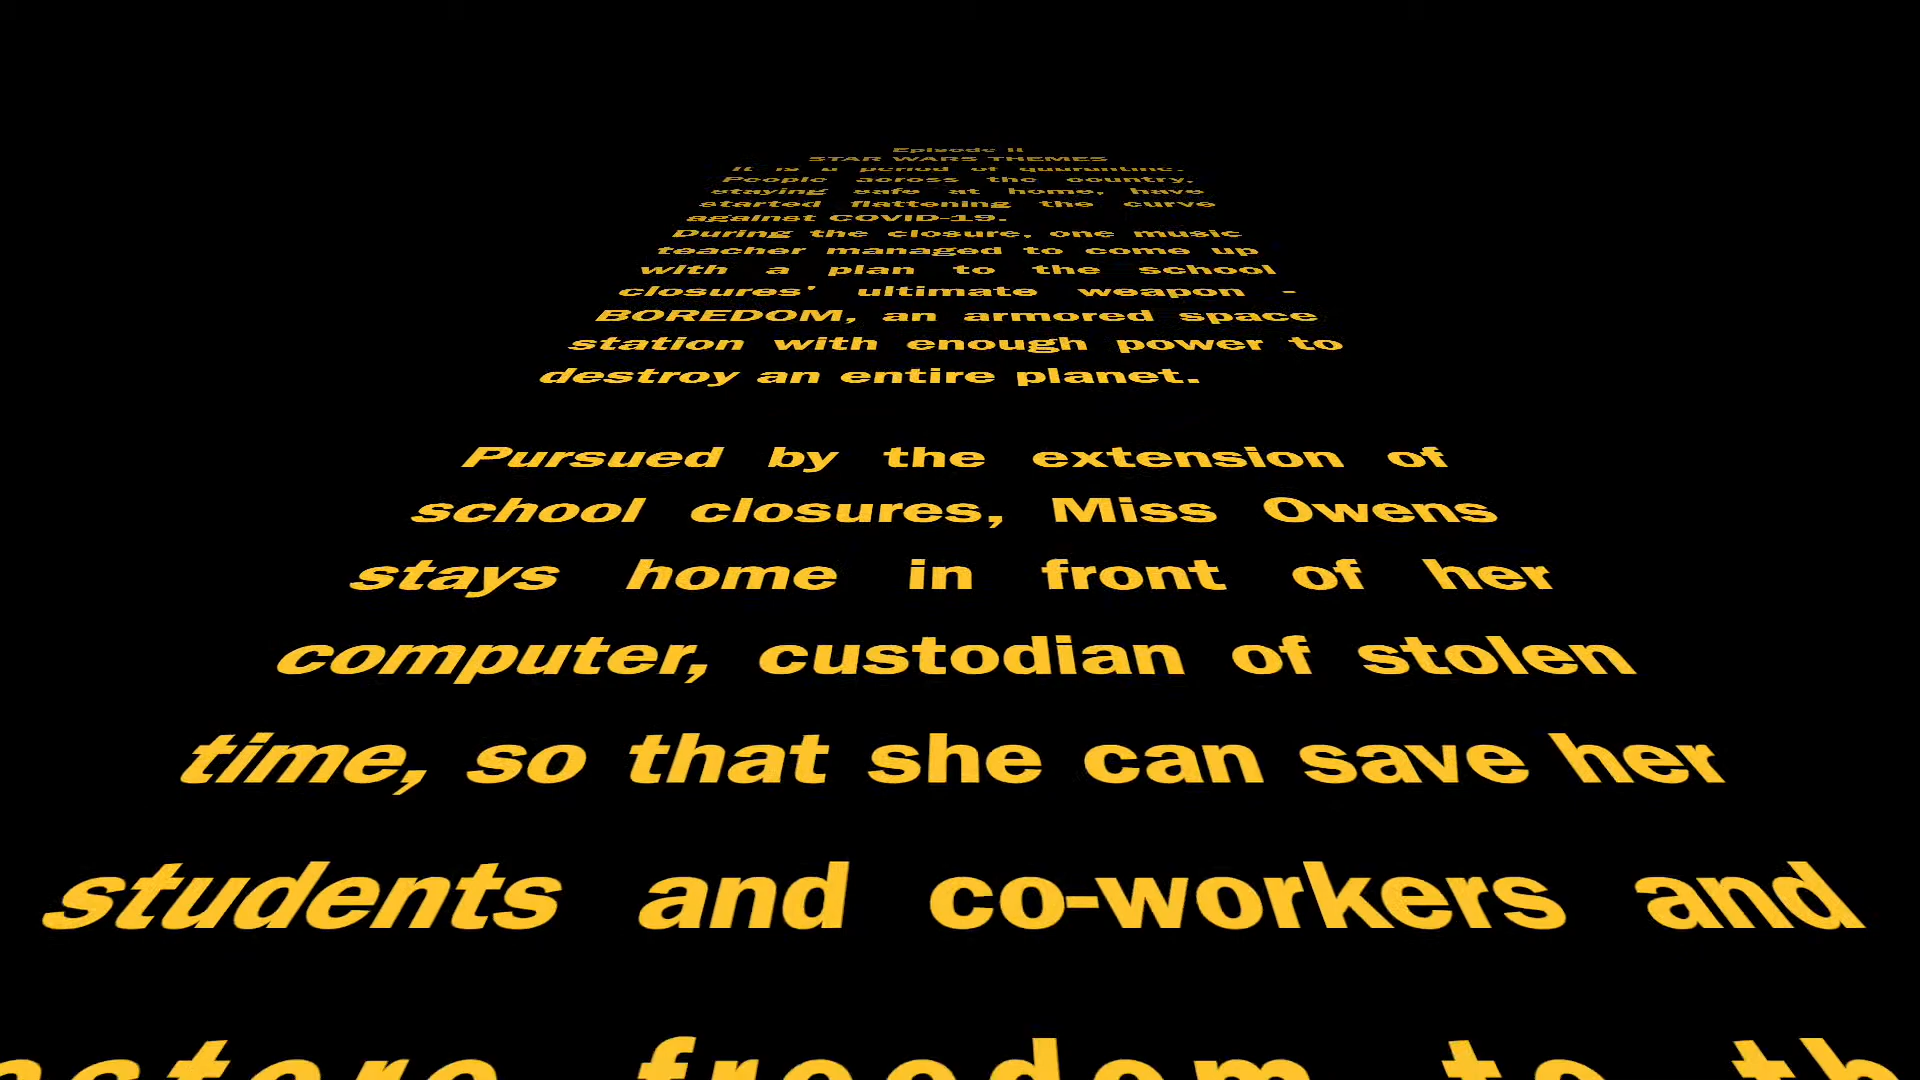 Episode II
STAR WARS THEMES
It is a period of quarantine.
People across the country,
staying safe at home, have
started flattening the curve
against COVID-19.
During the closure, one music
teacher managed to come up
with a plan to the school
closures' ultimate weapon -
BOREDOM, an armored space
station with enough power to
destroy an entire planet.
Pursued by the extension of
school closures, Miss Owens
stays home in front of her
computer, custodian of stolen
time, so that she can save her
students and co-workers and
freedom to